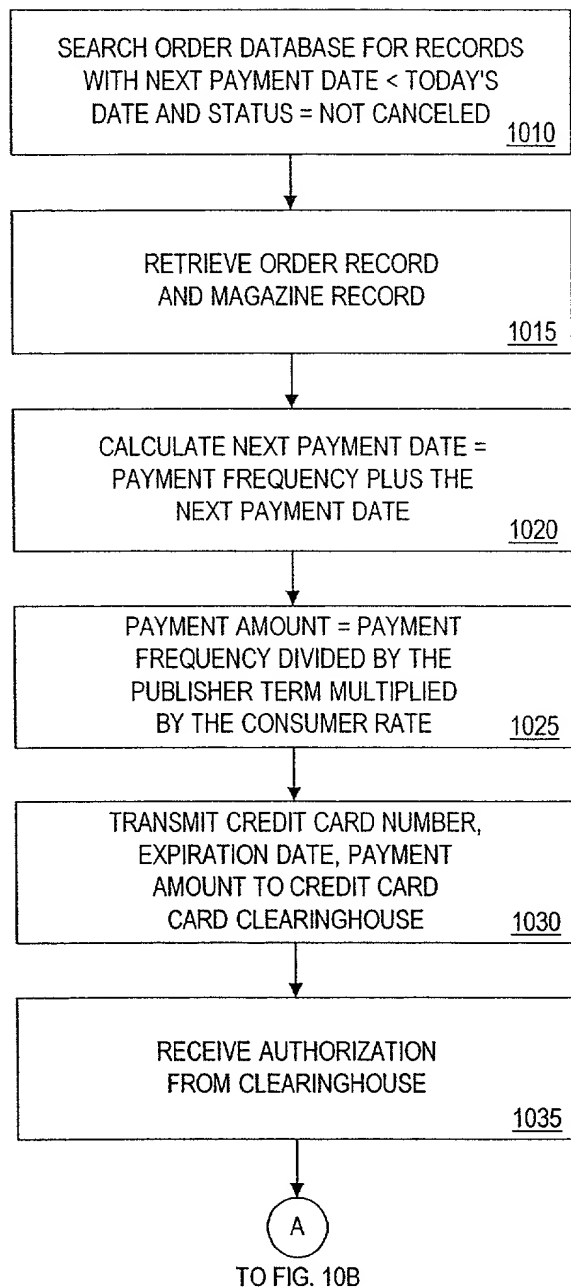 SEARCH ORDER DATABASE FOR RECORDS
WITH NEXT PAYMENT DATE < TODAY'S
DATE AND STATUS = NOT CANCELED
1010
RETRIEVE ORDER RECORD
AND MAGAZINE RECORD
1015
CALCULATE NEXT PAYMENT DATE =
PAYMENT FREQUENCY PLUS THE
NEXT PAYMENT DATE
1020
PAYMENT AMOUNT = PAYMENT
FREQUENCY DIVIDED BY THE
PUBLISHER TERM MULTIPLIED
BY THE CONSUMER RATE
1025
TRANSMIT CREDIT CARD NUMBER,
EXPIRATION DATE, PAYMENT
AMOUNT TO CREDIT CARD
CARD CLEARINGHOUSE
1030
RECEIVE AUTHORIZATION
FROM CLEARINGHOUSE
1035
A
TO FIG. 10B